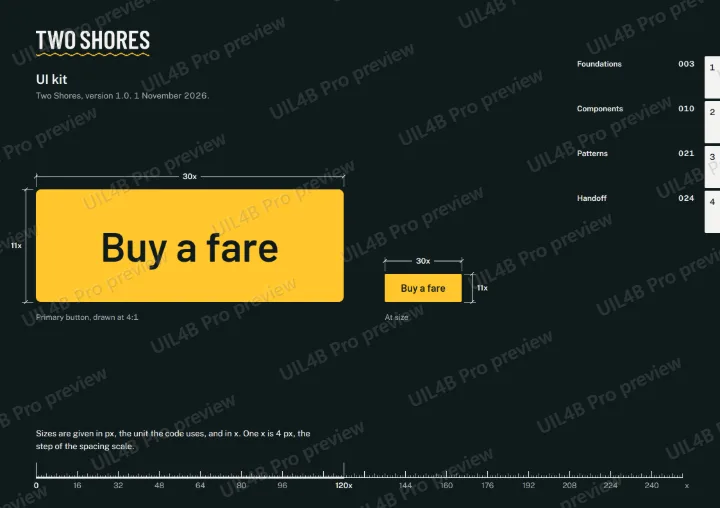 TWO SHORES
UI kit
Two Shores, version 1.0, 1 November 2026.
Foundations 003
1
Components 010
2
Patterns 021
3
Handoff 024
4
30x
11x
Buy a fare
Primary button, drawn at 4:1
30x
Buy a fare
11x
At size
Sizes are given in px, the unit the code uses, and in x. One x is 4 px, the
step of the spacing scale.
0 16 32 48 64 80 96 120x 144 160 176 192 208 224 240 x
UIL4B Pro preview